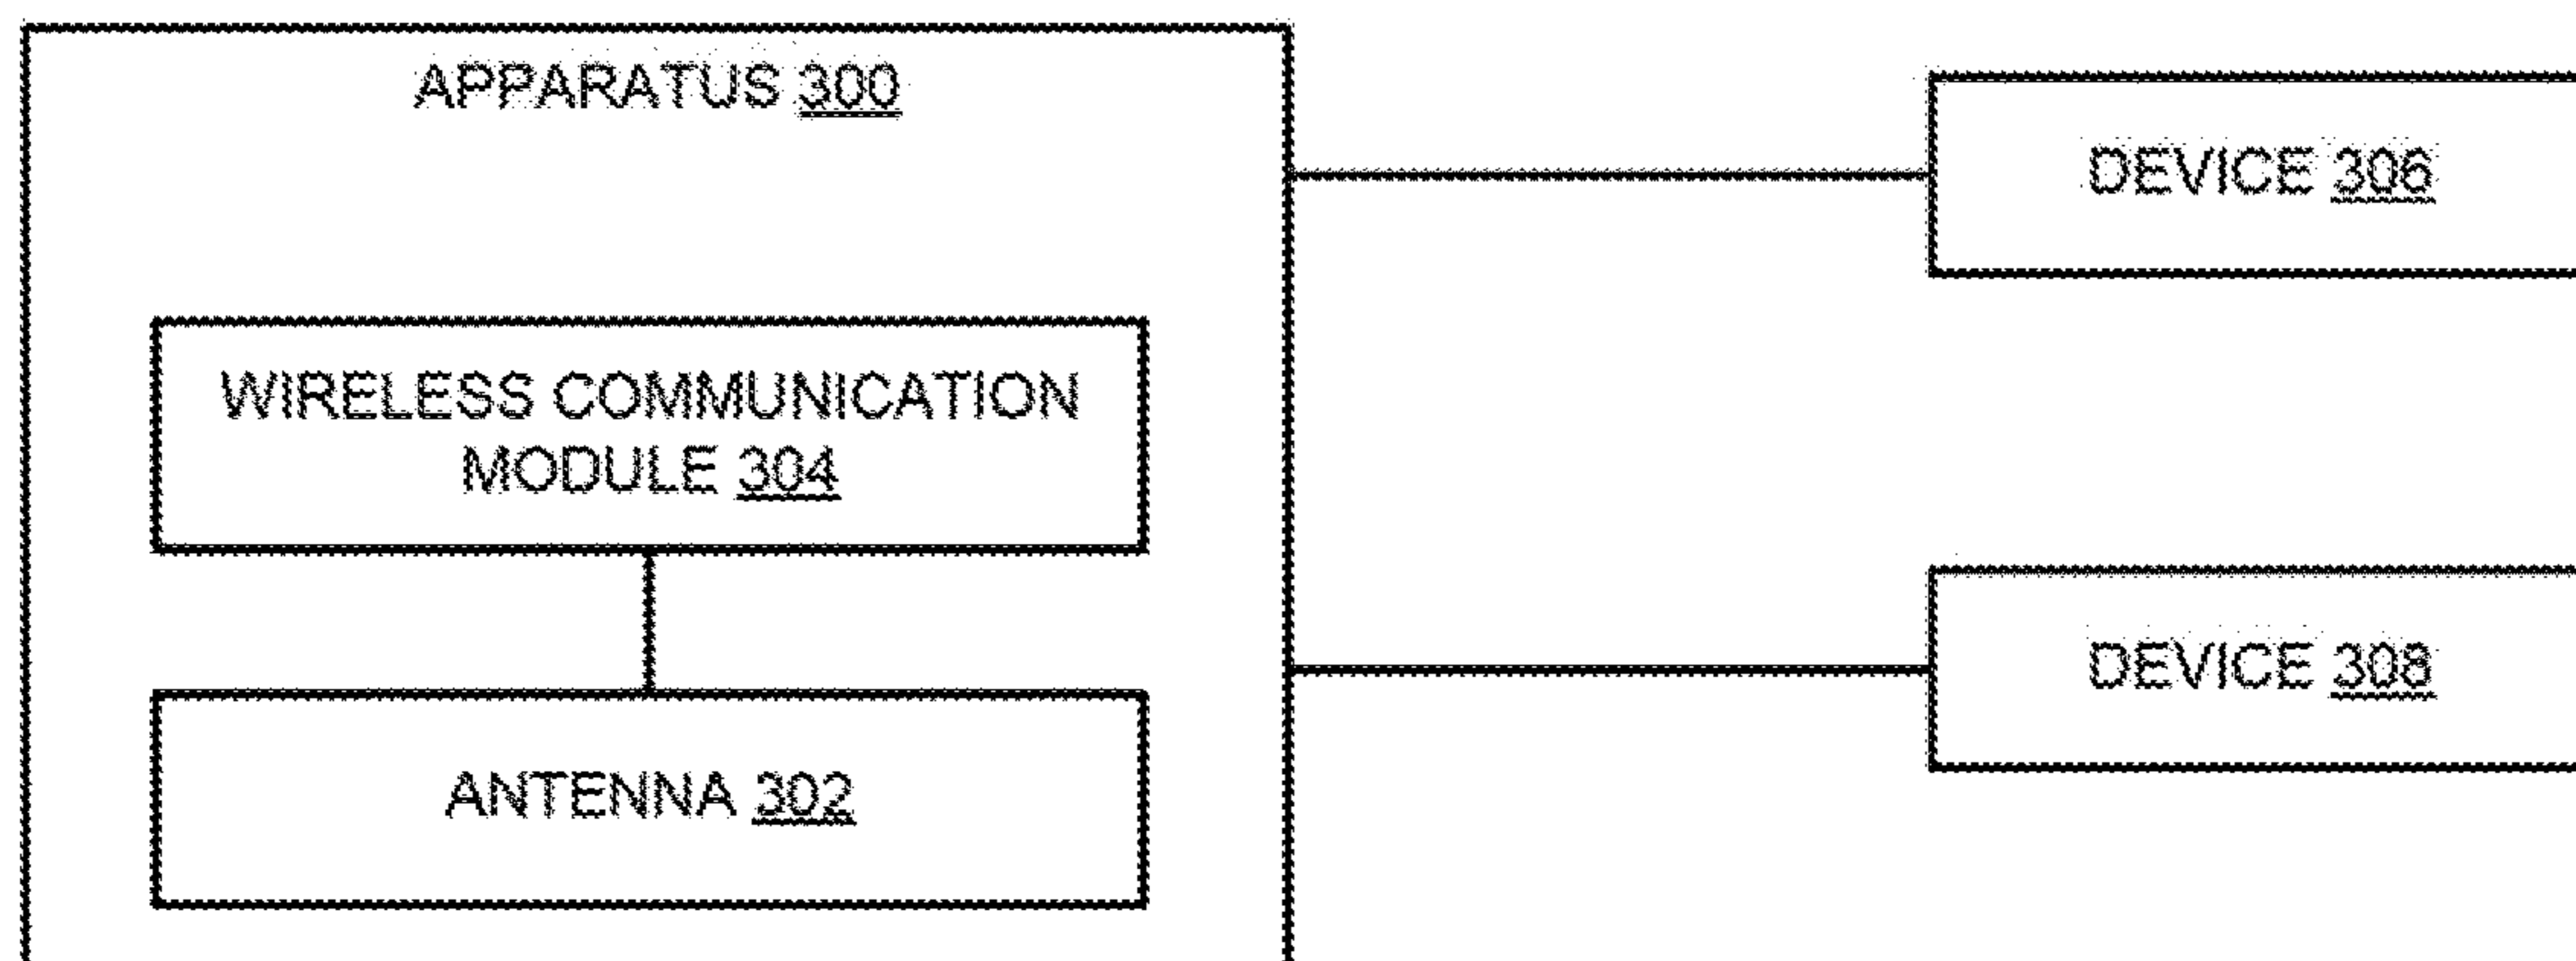 APPARATUS 300
DEVICE 306
WIRELESS COMMUNICATION
MODULE 304
DEVICE 308
ANTENNA 302